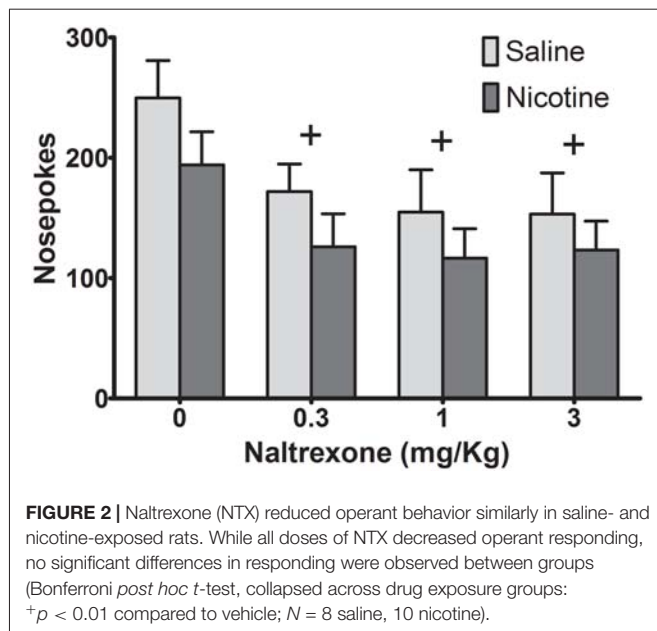 300
Saline
Nicotine
200
+ + +
Nosepokes
100
0
0 0.3 1 3
Naltrexone (mg/Kg)
FIGURE 2 | Naltrexone (NTX) reduced operant behavior similarly in saline- and
nicotine-exposed rats. While all doses of NTX decreased operant responding,
no significant differences in responding were observed between groups
(Bonferroni post hoc t-test, collapsed across drug exposure groups:
+p < 0.01 compared to vehicle; N = 8 saline, 10 nicotine).